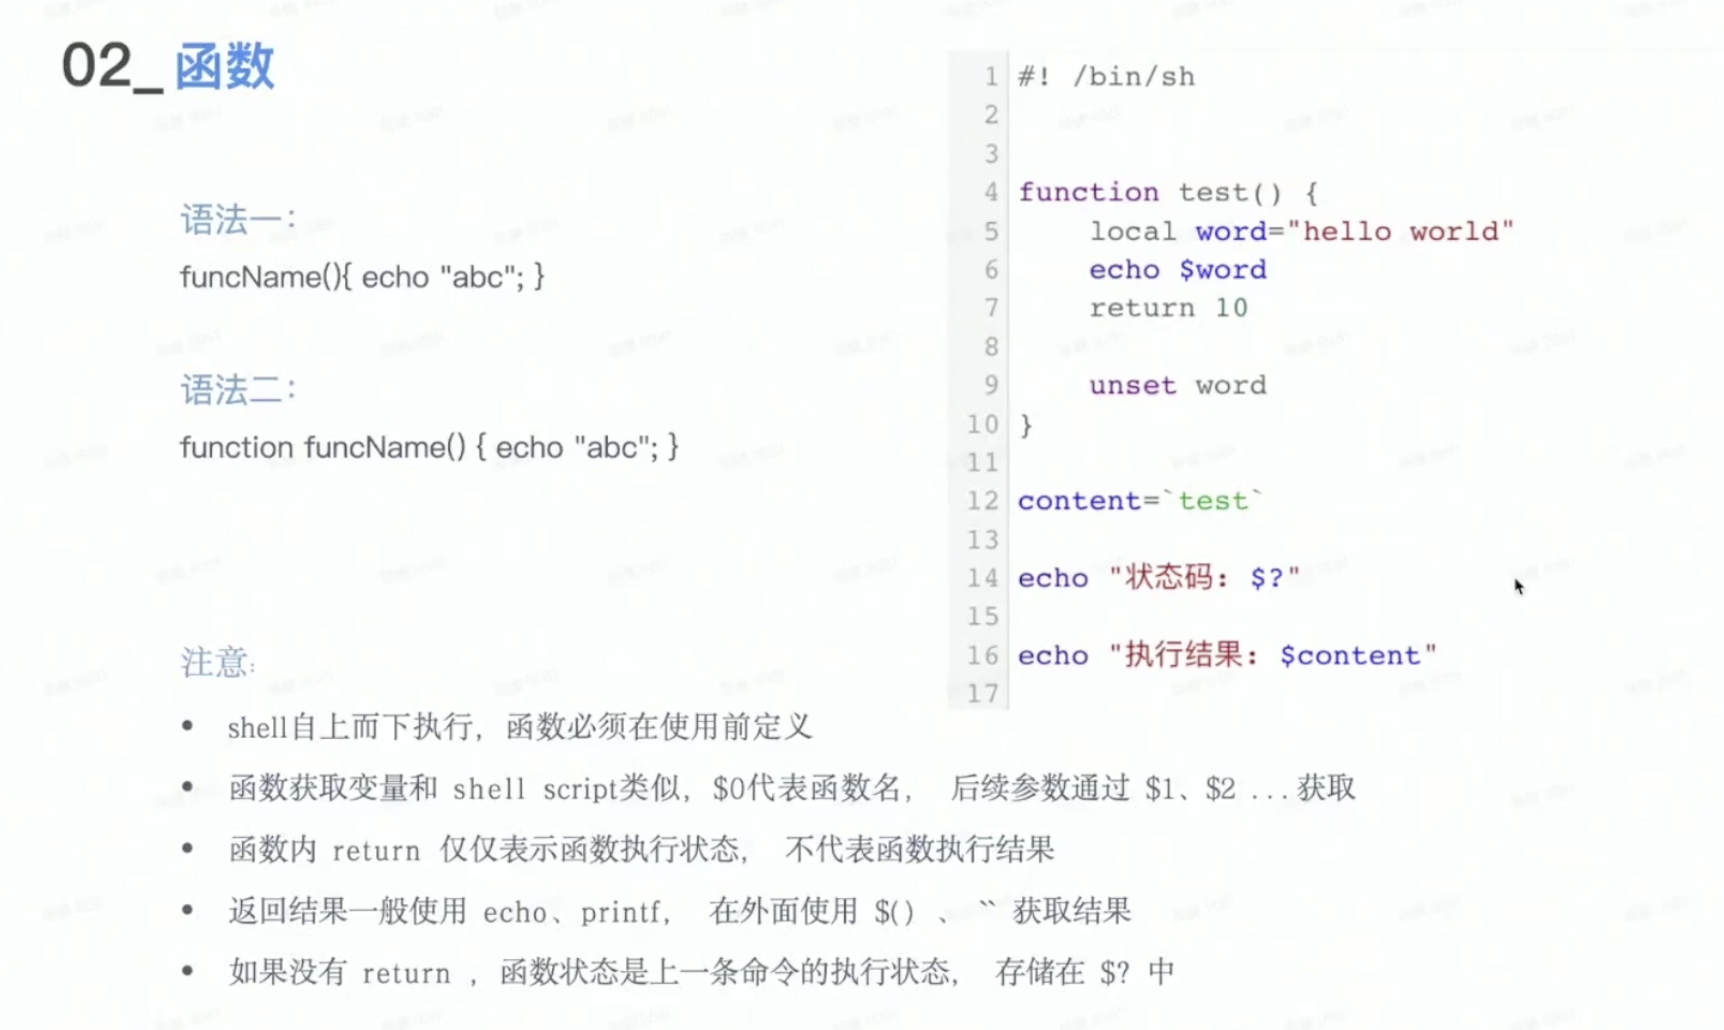 02_函数
语法一：
funcName(){ echo "abc"; }
语法二：
function funcName() { echo "abc"; }
1 #! /bin/sh
2
3
4 function test() {
5     local word="hello world"
6     echo $word
7     return 10
8
9     unset word
10 }
11
12 content=`test`
13
14 echo "状态码：$?"
15
16 echo "执行结果：$content"
17
注意:
• shell自上而下执行，函数必须在使用前定义
• 函数获取变量和 shell script类似，$0代表函数名， 后续参数通过 $1、$2 ...获取
• 函数内 return 仅仅表示函数执行状态， 不代表函数执行结果
• 返回结果一般使用 echo、printf， 在外面使用 $() 、`` 获取结果
• 如果没有 return ，函数状态是上一条命令的执行状态， 存储在 $? 中